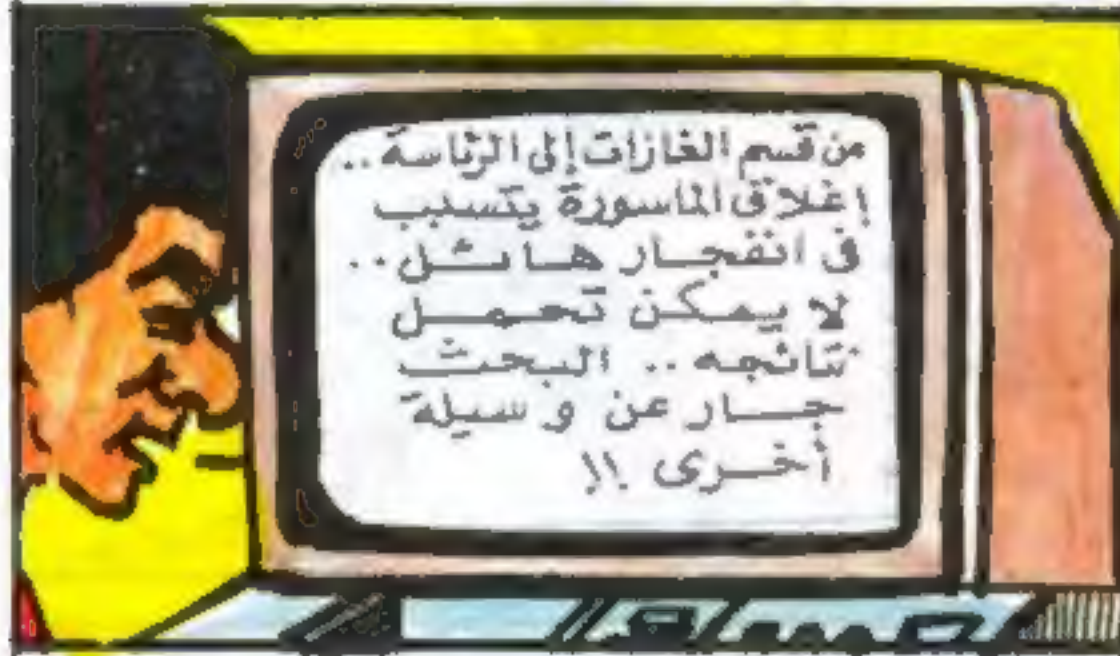 من قسم الغازات إلى الرئاسة ..
إغلاق الماسورة يتسبب
فى انفجار هائل ..
لا يمكن تحمل
نتائجه .. البحث
جار عن وسيلة
أخرى !!